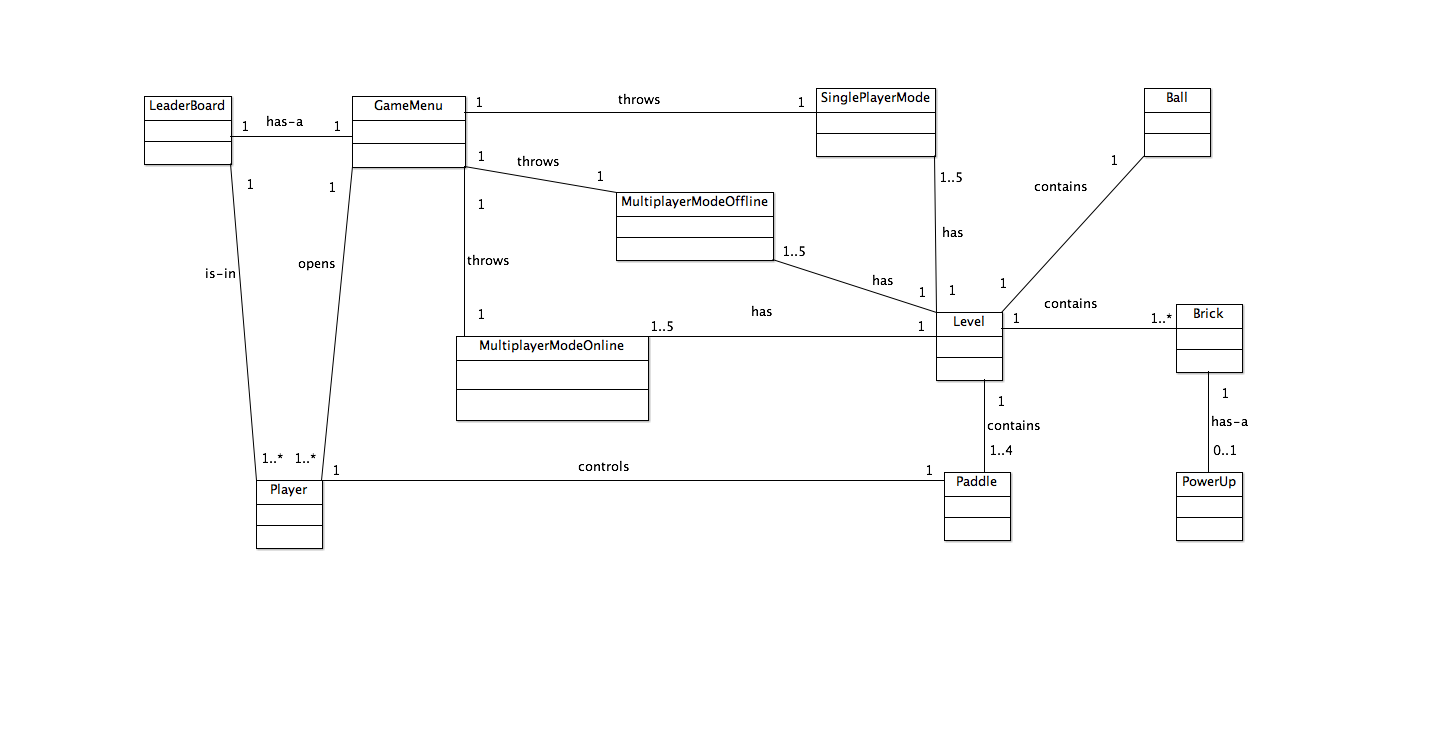 SinglePlayerMode
Ball
LeaderBoard
GameMenu
1
throws
1
1
has-a
1
1
throws
1
1
1
1
1
1..5
contains
MultiplayerModeOffline
1
has
1..5
throws
opens
is-in
has
1
1
1
contains
has
Brick
1
1..5
1
Level
1
1..*
MultiplayerModeOnline
1
1
has-a
contains
1..4
0..1
1..*
1..*
controls
1
1
Player
Paddle
PowerUp